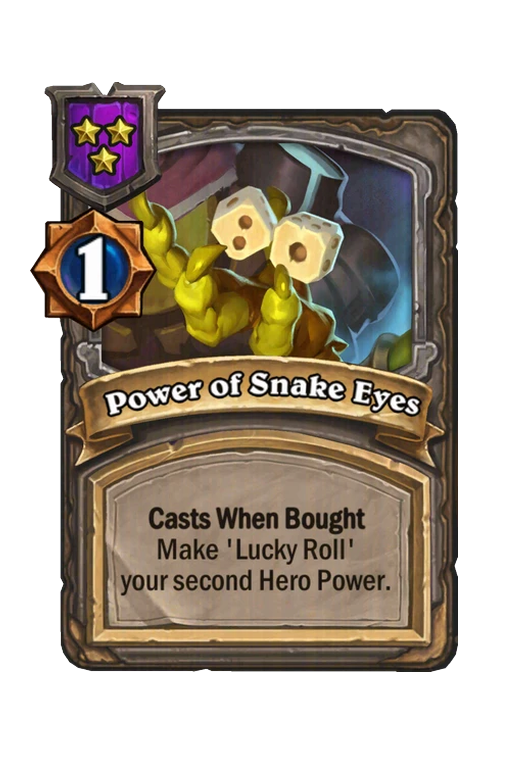 1
Power of Snake Eyes
Casts When Bought
Make 'Lucky Roll'
your second Hero Power.